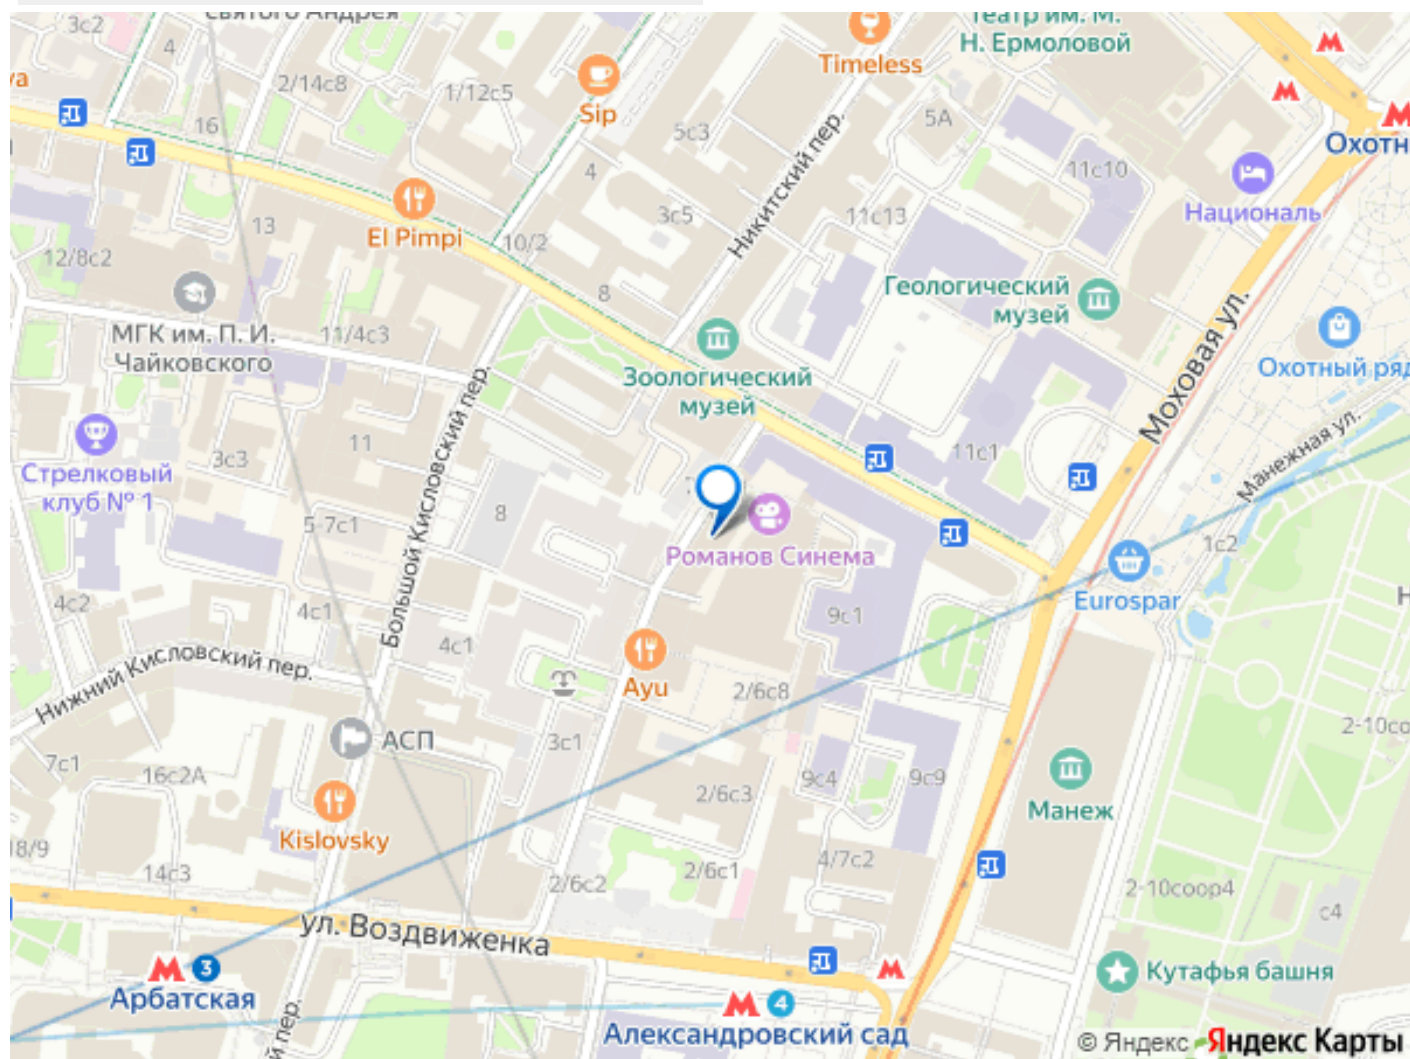 Святого Андрея
3с2
4
2/14с8
1/12с5
Sip
Timeless
Театр им. М.
Н. Ермоловой
va
16
5с3
5А
Охотн
4
Никитский пер.
11с10
Националь
13
El Pimpi
10/2
3с5
11с13
12/8с2
8
Геологический
музей
Моховая ул.
МГК им. П. И.
Чайковского
11/4с3
Зоологический
музей
Охотный ряд
Большой Кисловский пер.
Манежная ул.
Стрелковый
клуб № 1
3с3
11
11с1
8
5-7с1
Романов Синема
1с2
Eurospar
Н
4с2
4с1
4с1
9с1
Нижний Кисловский пер.
Ayu
2/6с8
АСП
3с1
2-10со
7с1
16с2А
2/6с3
9с4
9с9
Манеж
Kislovsky
18/9
14с3
2/6с2
2/6с1
4/7с2
2-10соор4
с4
ул. Воздвиженка
3
Арбатская
4
Александровский сад
Кутафья башня
й пер.
© Яндекс Яндекс Карты